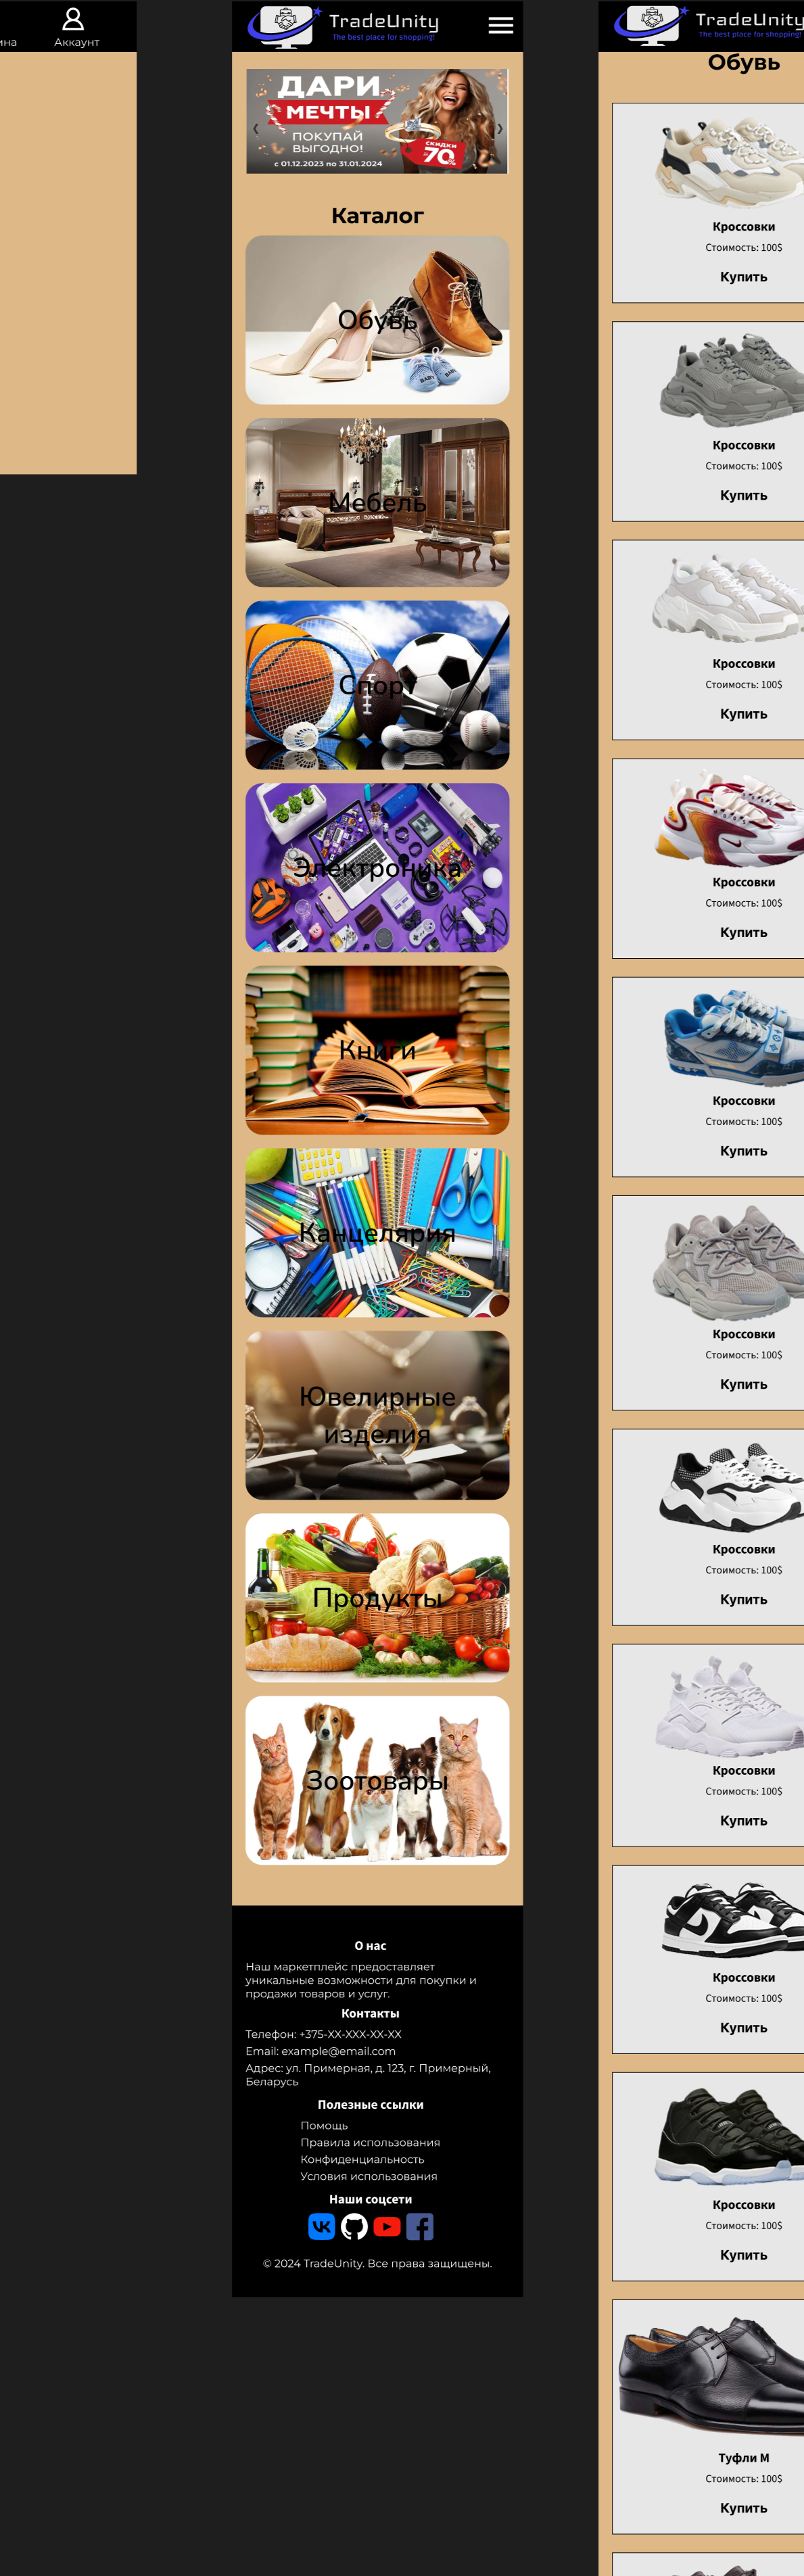 ина
Аккаунт
TradeUnity
The best place for shopping!
ДАРИ
МЕЧТЫ
ПОКУПАЙ
ВЫГОДНО!
СКИДКИ
70%
с 01.12.2023 по 31.01.2024
Каталог
Обувь
BABY
BABY
Мебель
Спорт
Электроника
Книги
Канцелярия
Ювелирные
изделия
Продукты
Зоотовары
О нас
Наш маркетплейс предоставляет
уникальные возможности для покупки и
продажи товаров и услуг.
Контакты
Телефон: +375-XX-XXX-XX-XX
Email: example@email.com
Адрес: ул. Примерная, д. 123, г. Примерный,
Беларусь
Полезные ссылки
Помощь
Правила использования
Конфиденциальность
Условия использования
Наши соцсети
© 2024 TradeUnity. Все права защищены.
TradeUnity
The best place for shopping!
Обувь
Кроссовки
Стоимость: 100$
Купить
Кроссовки
Стоимость: 100$
Купить
Кроссовки
Стоимость: 100$
Купить
Кроссовки
Стоимость: 100$
Купить
Кроссовки
Стоимость: 100$
Купить
Кроссовки
Стоимость: 100$
Купить
Кроссовки
Стоимость: 100$
Купить
Кроссовки
Стоимость: 100$
Купить
Кроссовки
Стоимость: 100$
Купить
Кроссовки
Стоимость: 100$
Купить
Туфли М
Стоимость: 100$
Купить